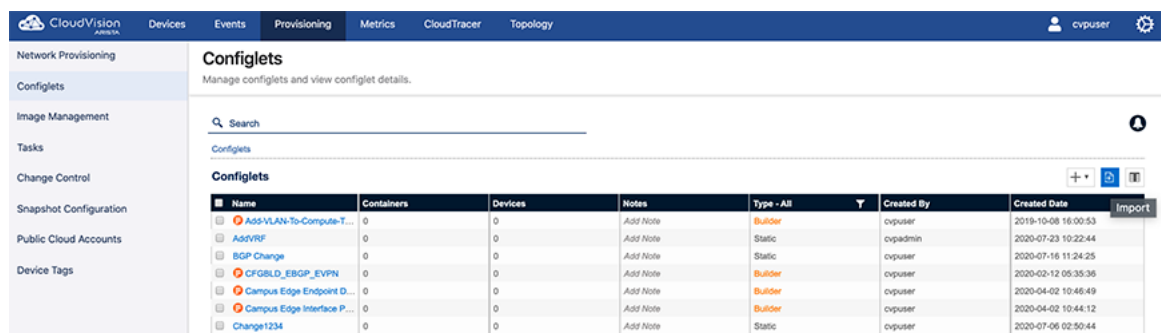 CloudVision
ARISTA
Devices Events Provisioning Metrics CloudTracer Topology cvpuser
Network Provisioning
Configlets
Image Management
Tasks
Change Control
Snapshot Configuration
Public Cloud Accounts
Device Tags
Configlets
Manage configlets and view configlet details.
Search
Configlets
Configlets
Import
Name Containers Devices Notes Type - All Created By Created Date
Add-VLAN-To-Compute-T... 0 0 Add Note Builder cvpuser 2019-10-08 16:00:53
AddVRF 0 0 Add Note Static cvpadmin 2020-07-23 10:22:44
BGP Change 0 0 Add Note Static cvpuser 2020-07-16 11:24:25
CFGBLD_EBGP_EVPN 0 0 Add Note Builder cvpuser 2020-02-12 05:35:36
Campus Edge Endpoint D... 0 0 Add Note Builder cvpuser 2020-04-02 10:46:49
Campus Edge Interface P... 0 0 Add Note Builder cvpuser 2020-04-02 10:44:12
Change1234 0 0 Add Note Static cvpuser 2020-07-06 02:50:44